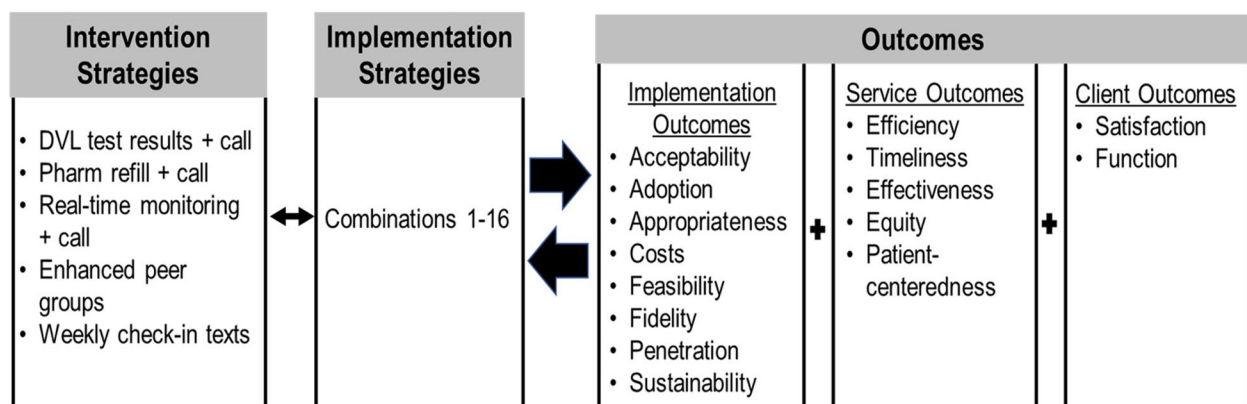 Intervention
Strategies
• DVL test results + call
• Pharm refill + call
• Real-time monitoring
+ call
• Enhanced peer
groups
• Weekly check-in texts
Implementation
Strategies
Combinations 1-16
Outcomes
Implementation
Outcomes
• Acceptability
• Adoption
• Appropriateness
• Costs
• Feasibility
• Fidelity
• Penetration
• Sustainability
+
Service Outcomes
• Efficiency
• Timeliness
• Effectiveness
• Equity
• Patient-
centeredness
+
Client Outcomes
• Satisfaction
• Function